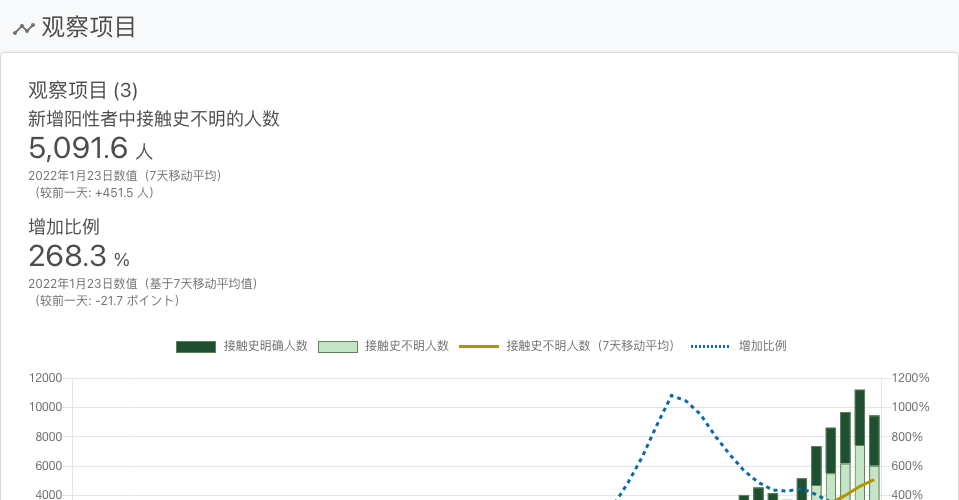 观察项目
观察项目 (3)
新增阳性者中接触史不明的人数
5,091.6 人
2022年1月23日数值（7天移动平均）
（较前一天: +451.5 人）
增加比例
268.3 %
2022年1月23日数值（基于7天移动平均值）
（较前一天: -21.7 ポイント）
接触史明确人数 接触史不明人数 接触史不明人数（7天移动平均） 增加比例
12000 1200%
10000 1000%
8000 800%
6000 600%
4000 400%